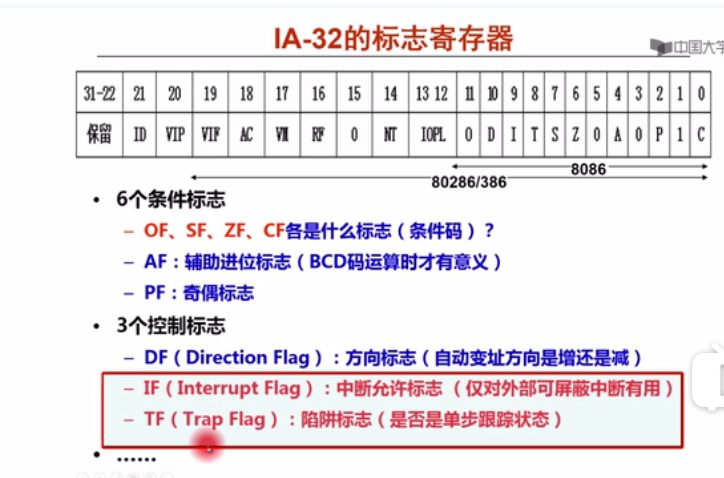 IA-32的标志寄存器
中国大学
31-22 21 20 19 18 17 16 15 14 13 12 11 10 9 8 7 6 5 4 3 2 1 0
保留 ID VIP VIF AC VM RF 0 NT IOPL O D I T S Z 0 A 0 P 1 C
8086
80286/386
• 6个条件标志
– OF、SF、ZF、CF各是什么标志（条件码）？
– AF：辅助进位标志（BCD码运算时才有意义）
– PF：奇偶标志
• 3个控制标志
– DF（Direction Flag）：方向标志（自动变址方向是增还是减）
– IF（Interrupt Flag）：中断允许标志 （仅对外部可屏蔽中断有用）
– TF（Trap Flag）：陷阱标志（是否是单步跟踪状态）
• ……